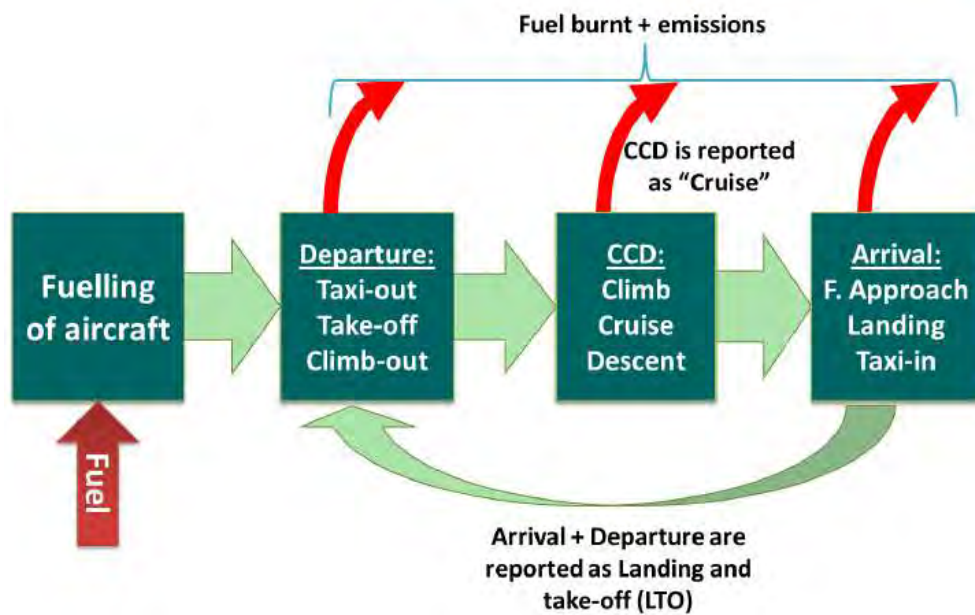 Fuel burnt + emissions
CCD is reported
as “Cruise”
Fuelling
of aircraft
Departure:
Taxi-out
Take-off
Climb-out
CCD:
Climb
Cruise
Descent
Arrival:
F. Approach
Landing
Taxi-in
Fuel
Arrival + Departure are
reported as Landing and
take-off (LTO)